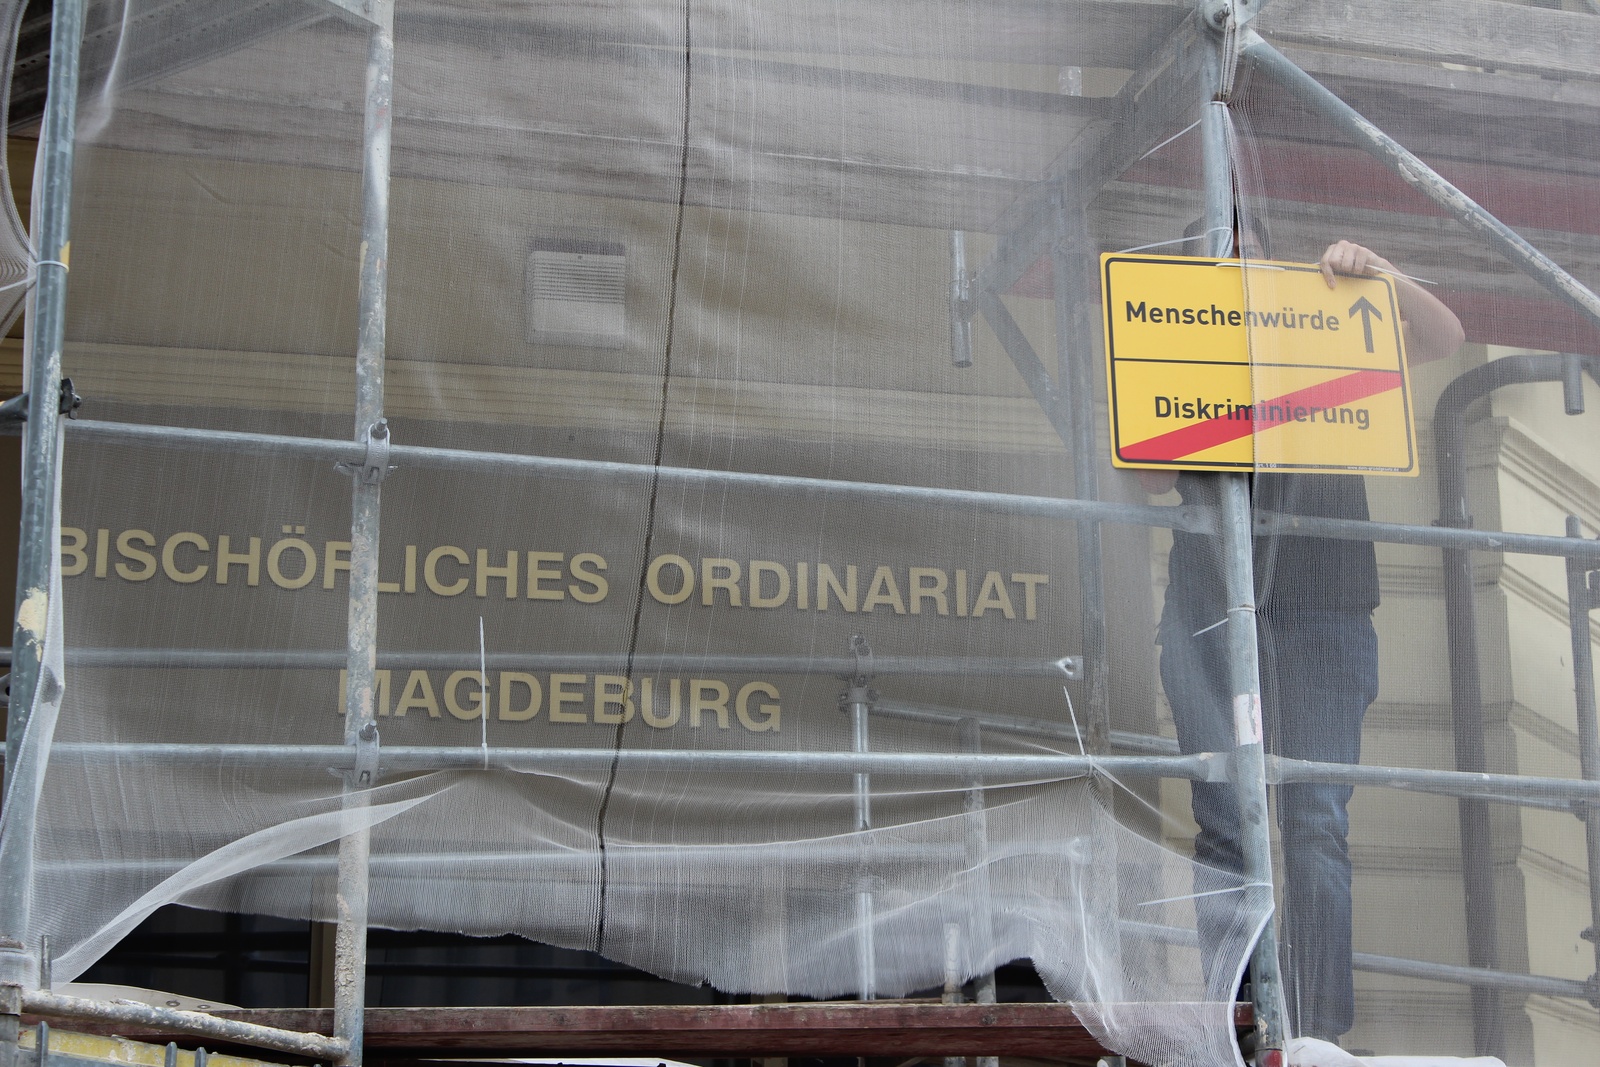 Menschenwürde
Diskriminierung
BISCHÖFLICHES ORDINARIAT
MAGDEBURG